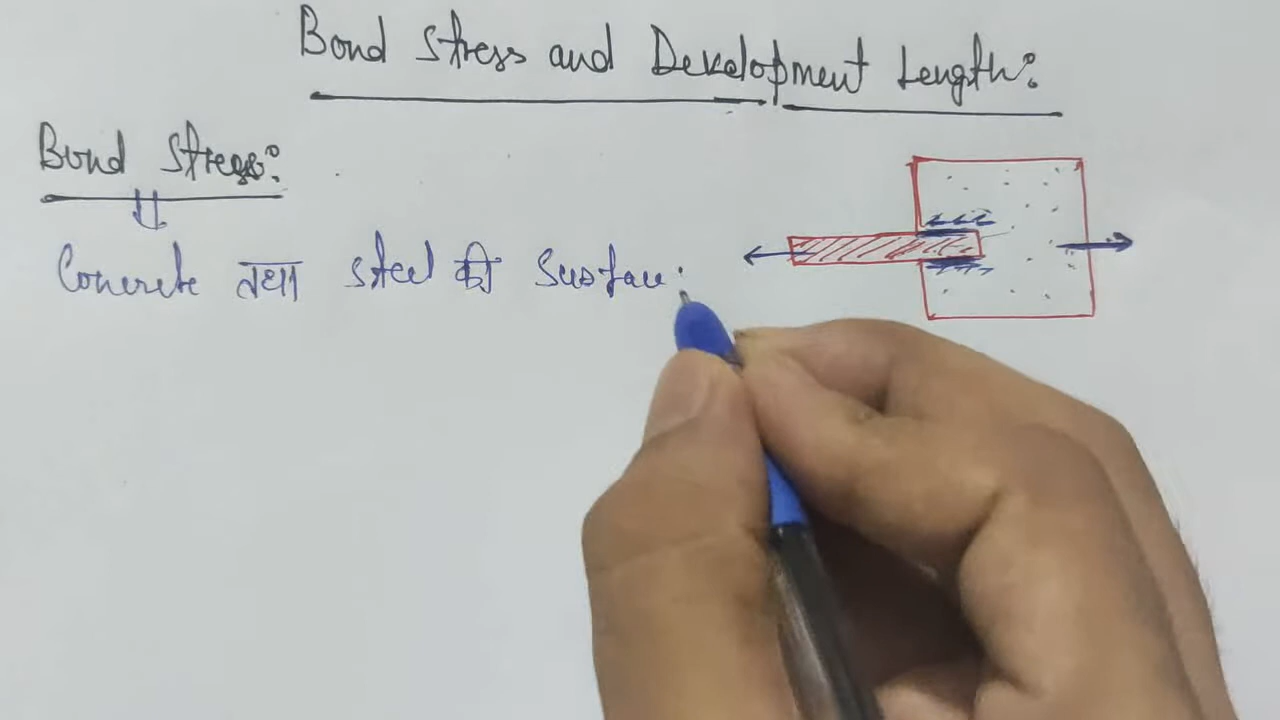 Bond Stress and Development Length:
Bond Stress:
Concrete तथा Steel की Surface